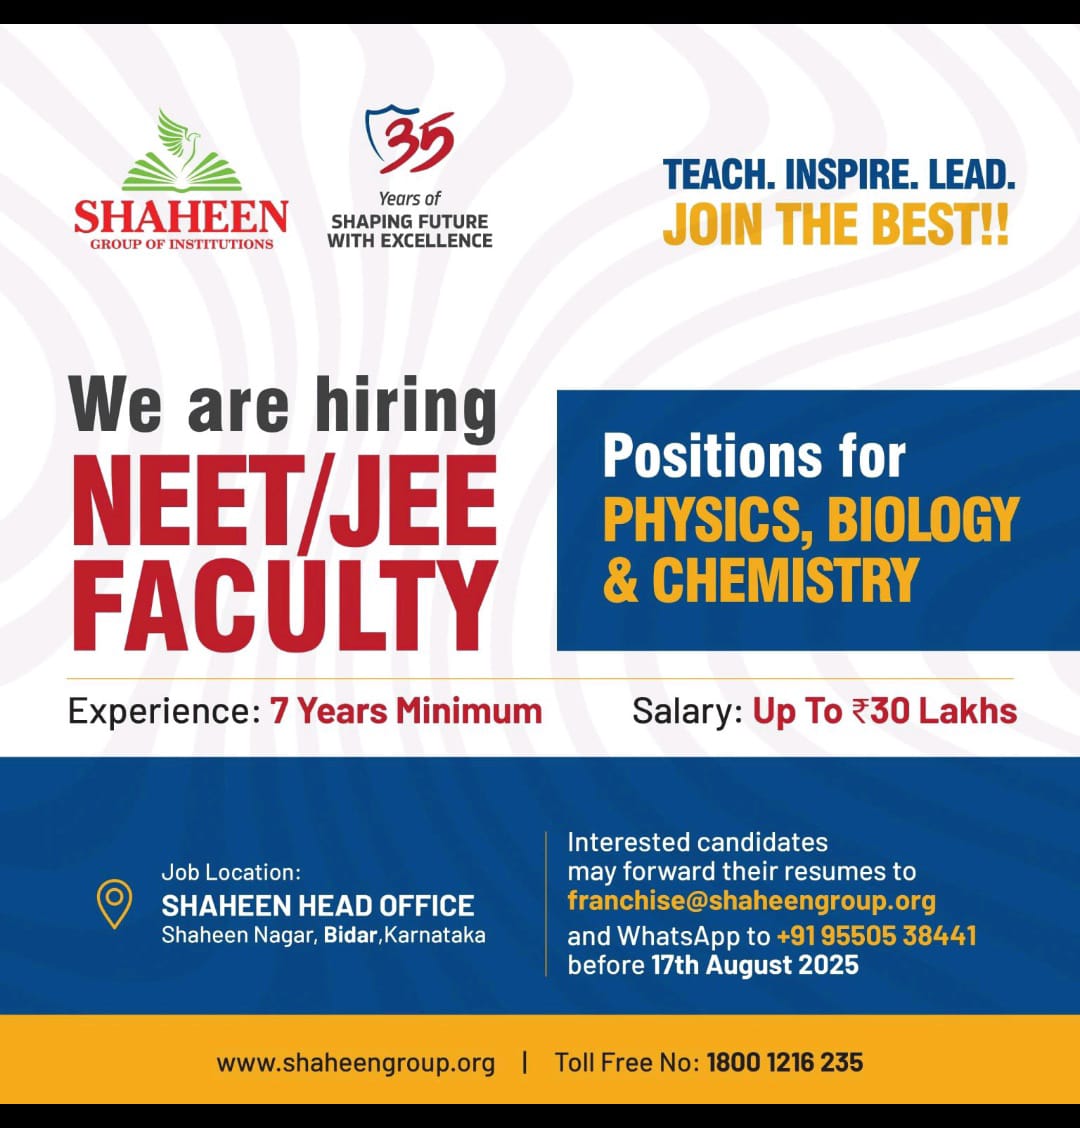 SHAHEEN
GROUP OF INSTITUTIONS
35
Years of
SHAPING FUTURE
WITH EXCELLENCE
TEACH. INSPIRE. LEAD.
JOIN THE BEST!!
We are hiring
NEET/JEE
FACULTY
Positions for
PHYSICS, BIOLOGY
& CHEMISTRY
Experience: 7 Years Minimum
Salary: Up To ₹30 Lakhs
Job Location:
SHAHEEN HEAD OFFICE
Shaheen Nagar, Bidar,Karnataka
Interested candidates
may forward their resumes to
franchise@shaheengroup.org
and WhatsApp to +91 95505 38441
before 17th August 2025
www.shaheengroup.org | Toll Free No: 1800 1216 235